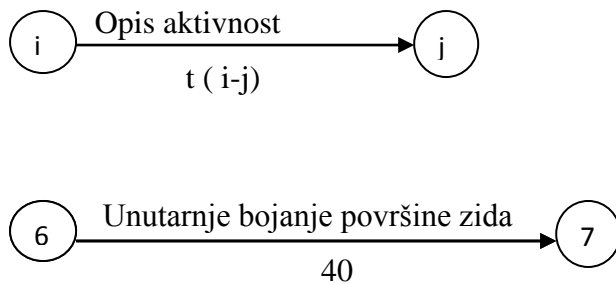 Opis aktivnost
i j
t ( i-j)
Unutarnje bojanje površine zida
6 7
40